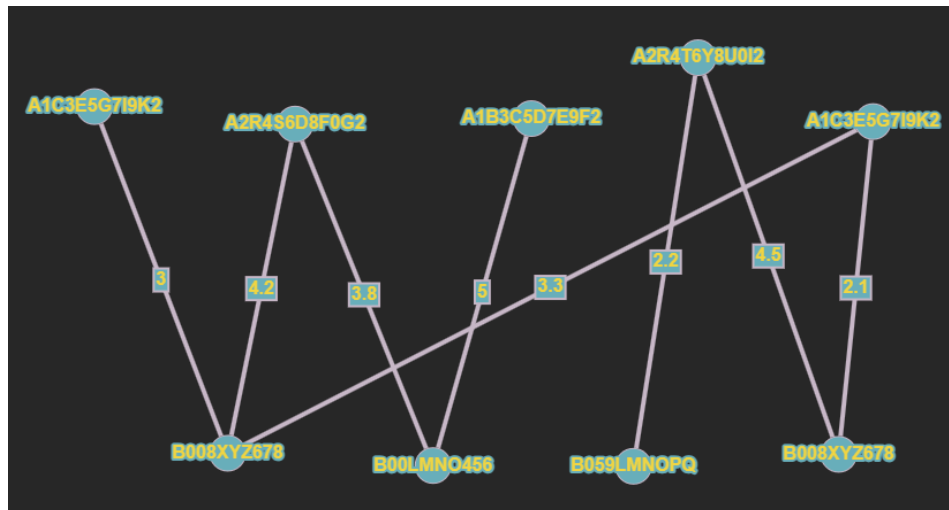 A2R4T6Y8U0I2
A1C3E5G7I9K2
A2R4S6D8F0G2
A1B3C5D7E9F2
A1C3E5G7I9K2
3
4.2
3.8
5
3.3
2.2
4.5
2.1
B008XYZ678
B00LMNO456
B059LMNOPQ
B008XYZ678